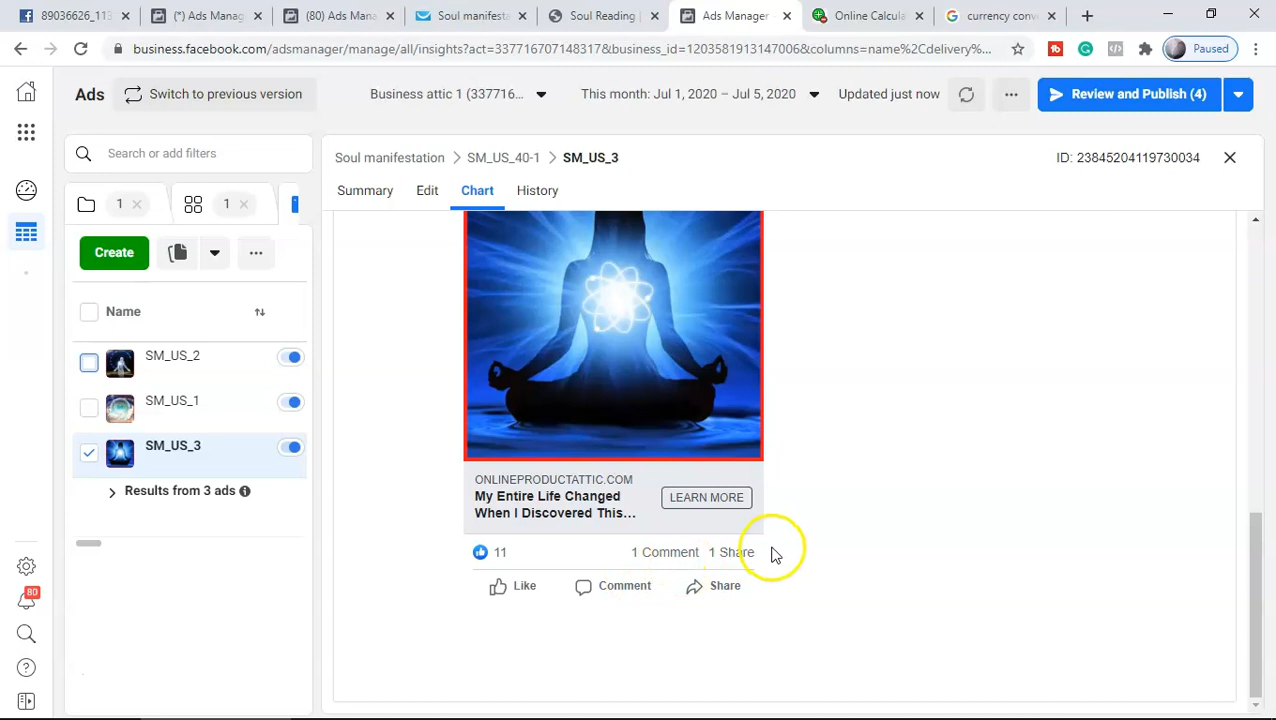 89036626_113
(*) Ads Manag
(80) Ads Mana
Soul manifesta
Soul Reading
Ads Manager -
Online Calcula
currency conv
business.facebook.com/adsmanager/manage/all/insights?act=337716707148317&business_id=1203581913147006&columns=name%2Cdelivery%2...
Paused
Ads
Switch to previous version
Business attic 1 (337716...
This month: Jul 1, 2020 – Jul 5, 2020
Updated just now
Review and Publish (4)
Search or add filters
Soul manifestation
SM_US_40-1
SM_US_3
ID: 23845204119730034
1
1
Summary
Edit
Chart
History
Create
Name
SM_US_2
SM_US_1
SM_US_3
Results from 3 ads
ONLINEPRODUCTATTIC.COM
My Entire Life Changed
When I Discovered This...
LEARN MORE
11
1 Comment
1 Share
Like
Comment
Share
80